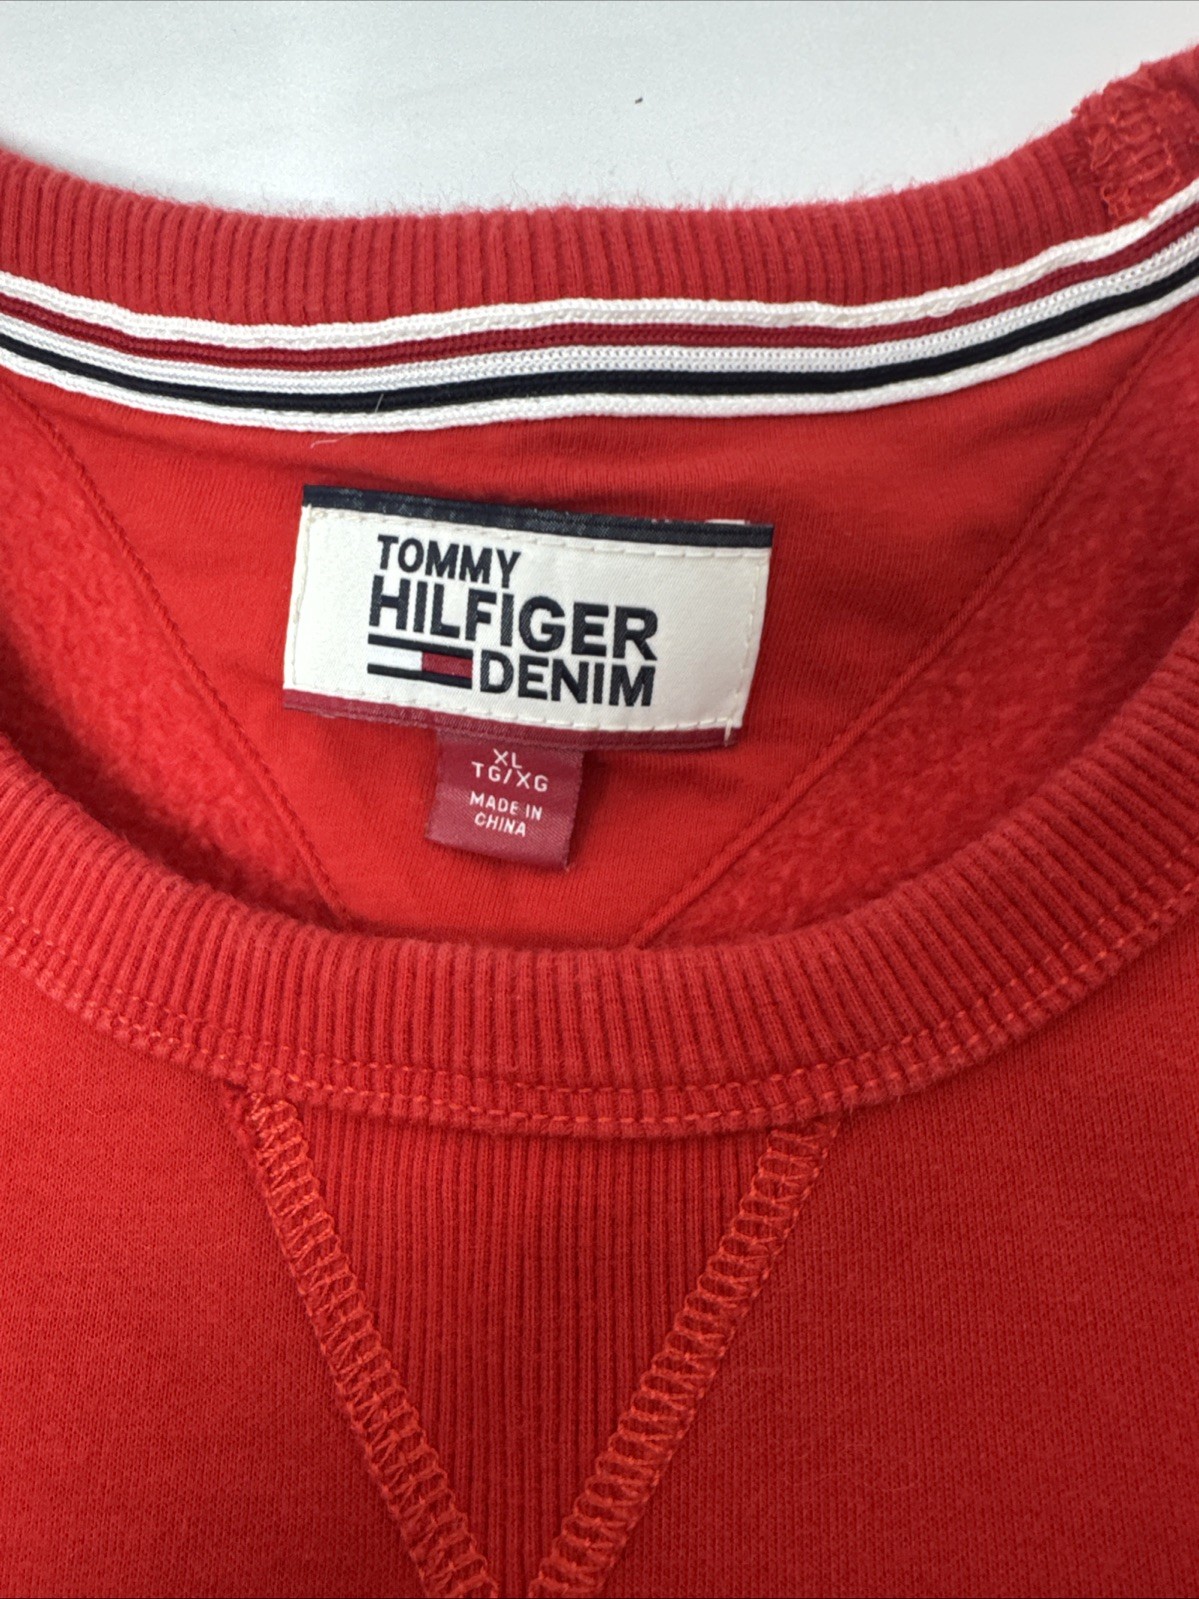 TOMMY
HILFIGER
DENIM
XL
TG/XG
MADE IN
CHINA